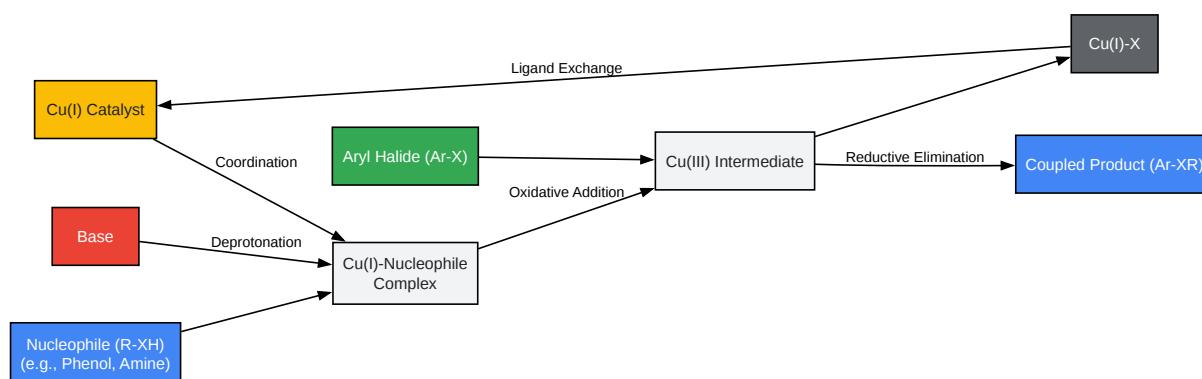 Cu(I)-X
Ligand Exchange
Cu(I) Catalyst
Coordination
Aryl Halide (Ar-X)
Cu(III) Intermediate
Reductive Elimination
Coupled Product (Ar-XR)
Oxidative Addition
Base
Deprotonation
Cu(I)-Nucleophile
Complex
Nucleophile (R-XH)
(e.g., Phenol, Amine)